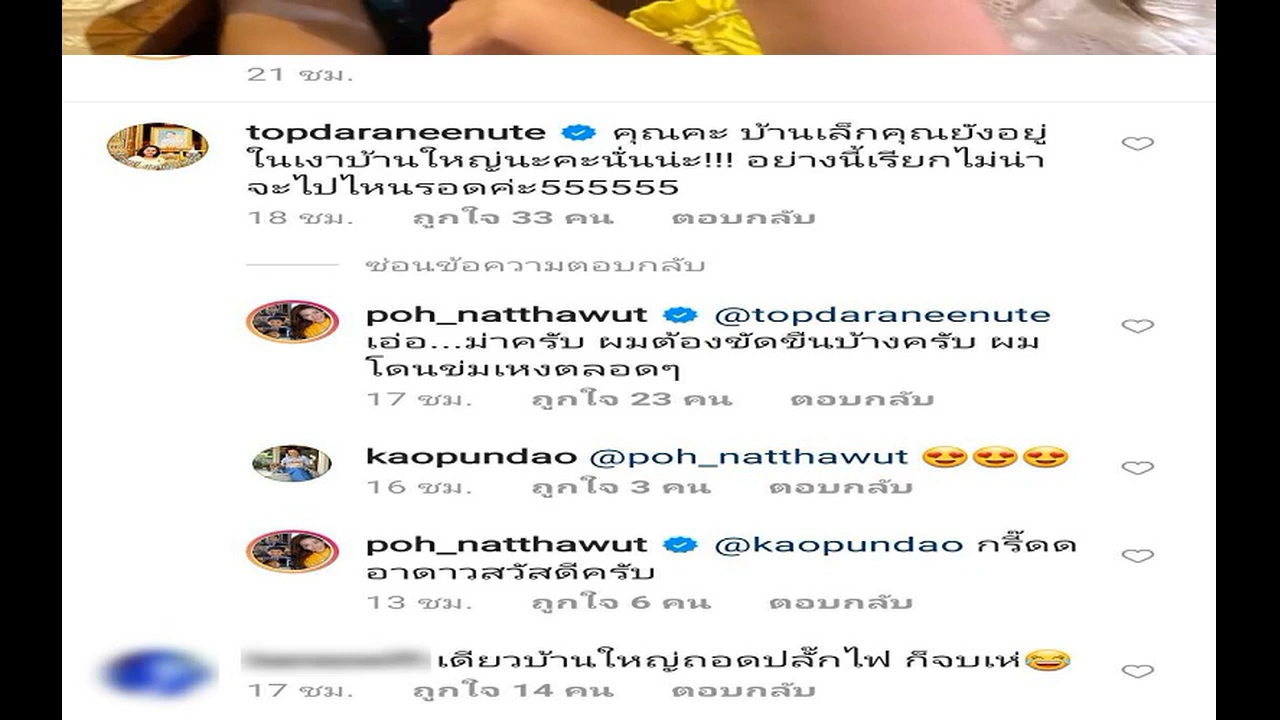 21 ชม.
topdaraneenute คุณคะ บ้านเล็กคุณยังอยู่
ในเงาบ้านใหญ่นะคะนั่นน่ะ!!! อย่างนี้เรียกไม่น่า
จะไปไหนรอดค่ะ555555
18 ชม. ถูกใจ 33 คน ตอบกลับ
ซ่อนข้อความตอบกลับ
poh_natthawut @topdaraneenute
เอ่อ...ม่าครับ ผมต้องขัดขืนบ้างครับ ผม
โดนข่มเหงตลอดๆ
17 ชม. ถูกใจ 23 คน ตอบกลับ
kaopundao @poh_natthawut 😍😍😍
16 ชม. ถูกใจ 3 คน ตอบกลับ
poh_natthawut @kaopundao กรี๊ดด
อาดาวสวัสดีครับ
13 ชม. ถูกใจ 6 คน ตอบกลับ
เดียวบ้านใหญ่ถอดปลั๊กไฟ ก็จบเห่😂
17 ชม. ถูกใจ 14 คน ตอบกลับ